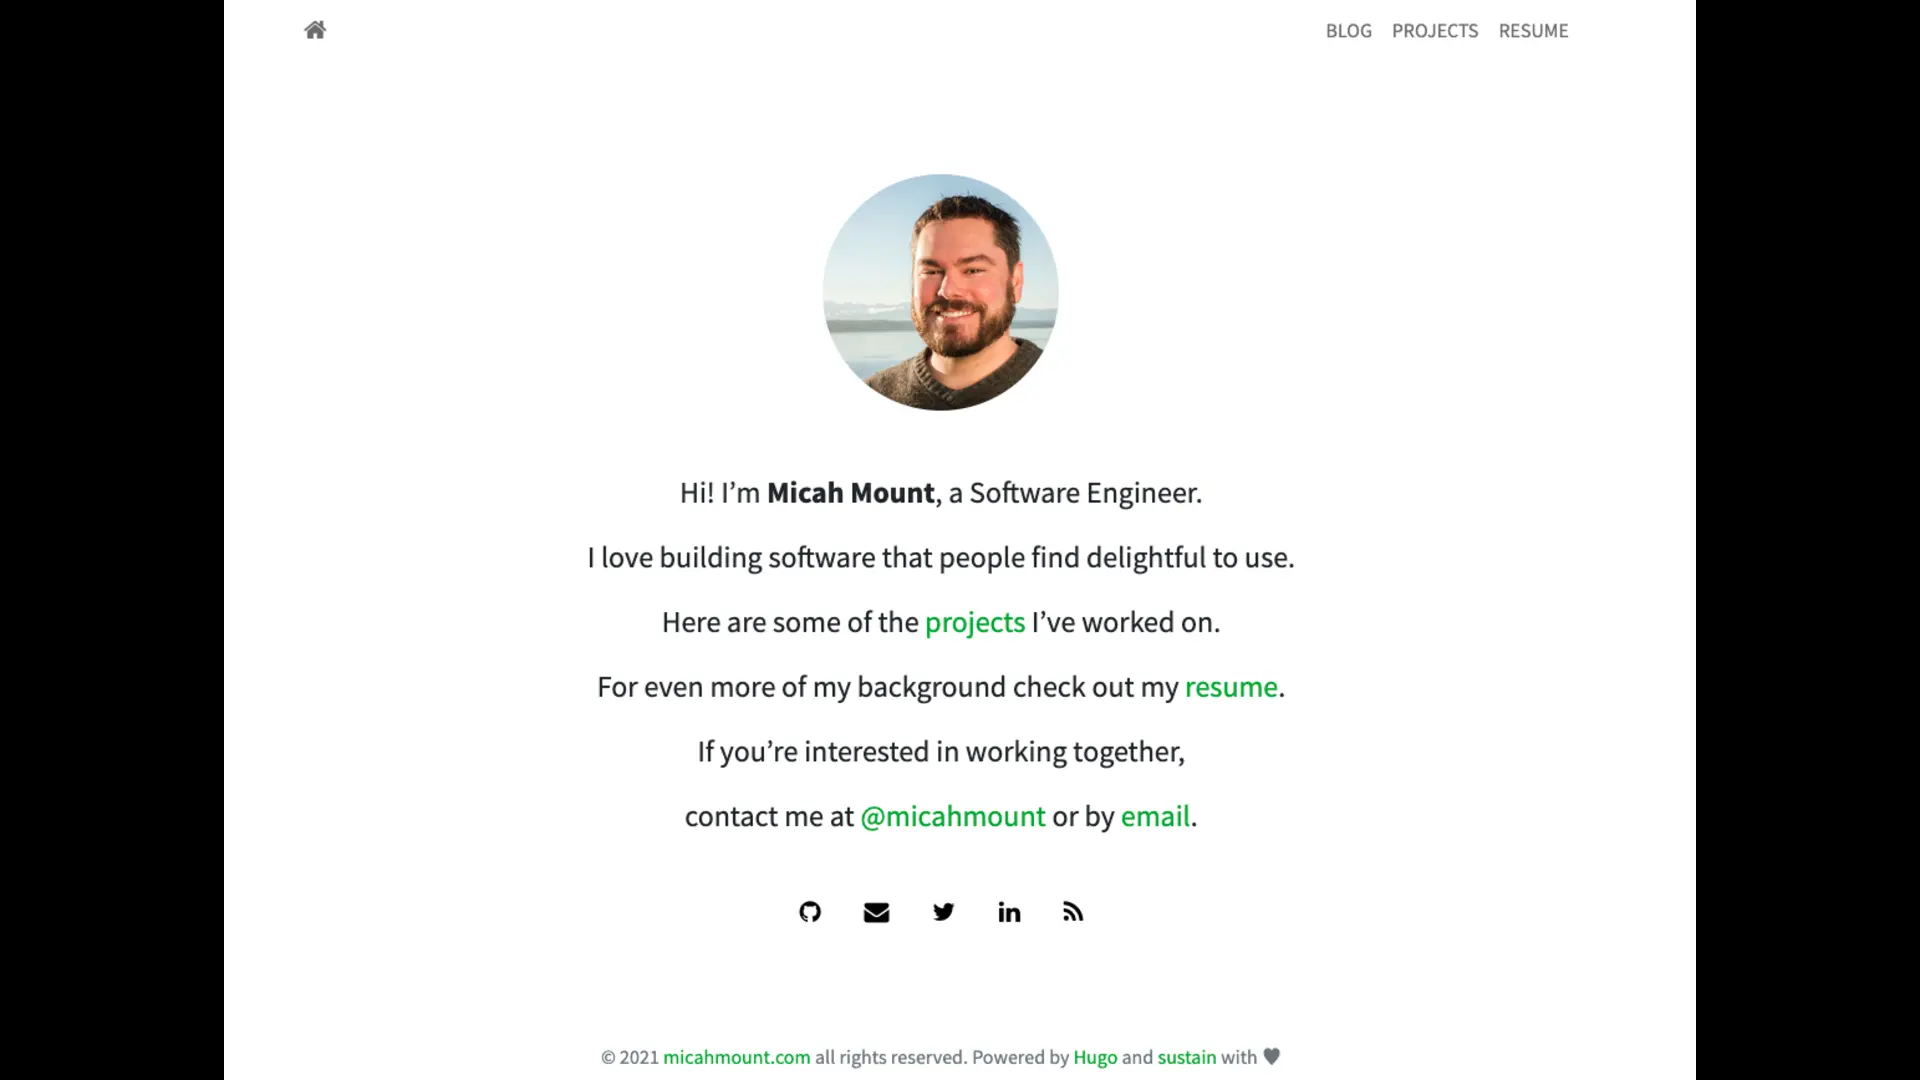 BLOG PROJECTS RESUME
Hi! I’m Micah Mount, a Software Engineer.
I love building software that people find delightful to use.
Here are some of the projects I’ve worked on.
For even more of my background check out my resume.
If you’re interested in working together,
contact me at @micahmount or by email.
in
© 2021 micahmount.com all rights reserved. Powered by Hugo and sustain with